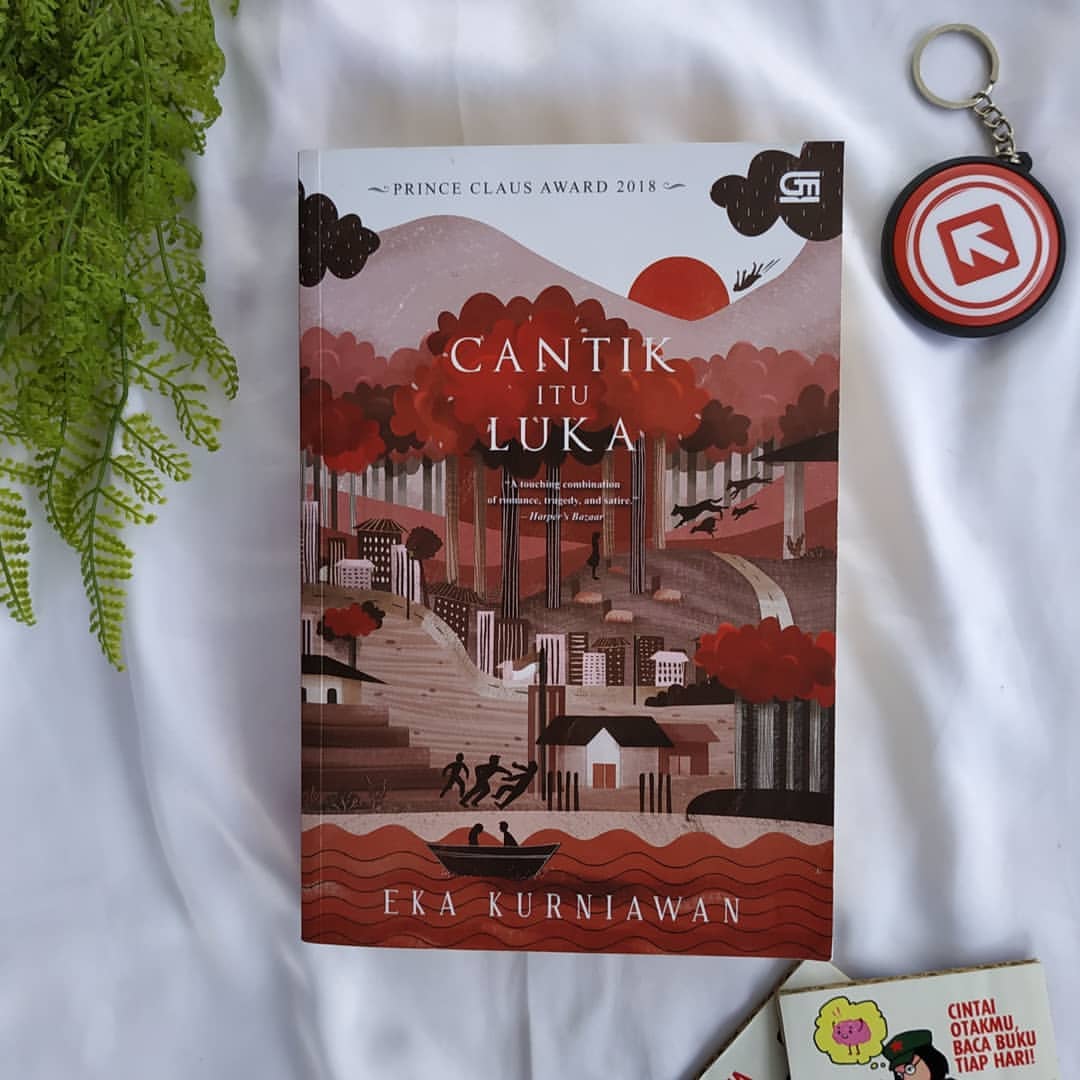 PRINCE CLAUS AWARD 2018
GM
CANTIK
ITU
LUKA
"A touching combination
of romance, tragedy, and satire."
– Harper's Bazaar
EKA KURNIAWAN
CINTAI
OTAKMU,
BACA BUKU
TIAP HARI!